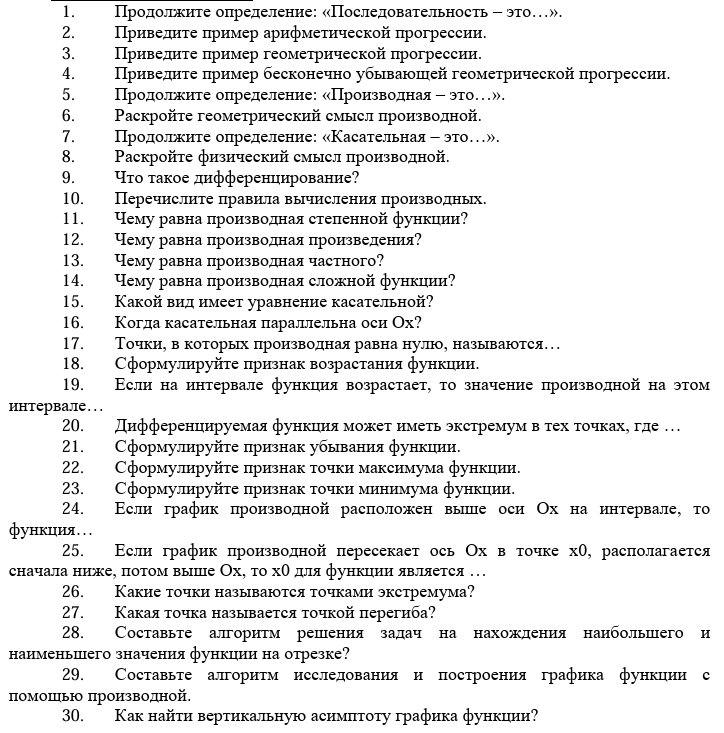 1. Продолжите определение: «Последовательность – это…».
2. Приведите пример арифметической прогрессии.
3. Приведите пример геометрической прогрессии.
4. Приведите пример бесконечно убывающей геометрической прогрессии.
5. Продолжите определение: «Производная – это…».
6. Раскройте геометрический смысл производной.
7. Продолжите определение: «Касательная – это…».
8. Раскройте физический смысл производной.
9. Что такое дифференцирование?
10. Перечислите правила вычисления производных.
11. Чему равна производная степенной функции?
12. Чему равна производная произведения?
13. Чему равна производная частного?
14. Чему равна производная сложной функции?
15. Какой вид имеет уравнение касательной?
16. Когда касательная параллельна оси Ох?
17. Точки, в которых производная равна нулю, называются…
18. Сформулируйте признак возрастания функции.
19. Если на интервале функция возрастает, то значение производной на этом
интервале…
20. Дифференцируемая функция может иметь экстремум в тех точках, где …
21. Сформулируйте признак убывания функции.
22. Сформулируйте признак точки максимума функции.
23. Сформулируйте признак точки минимума функции.
24. Если график производной расположен выше оси Ох на интервале, то
функция…
25. Если график производной пересекает ось Ох в точке х0, располагается
сначала ниже, потом выше Ох, то х0 для функции является …
26. Какие точки называются точками экстремума?
27. Какая точка называется точкой перегиба?
28. Составьте алгоритм решения задач на нахождения наибольшего и
наименьшего значения функции на отрезке?
29. Составьте алгоритм исследования и построения графика функции с
помощью производной.
30. Как найти вертикальную асимптоту графика функции?